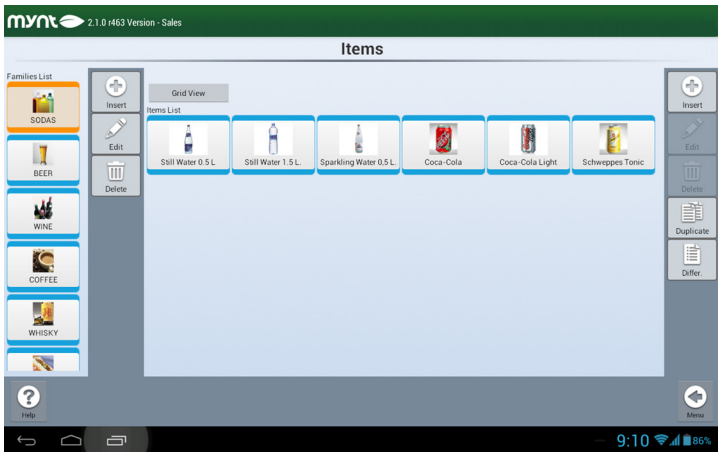 mynt 2.1.0 r463 Version - Sales
Items
Families List
SODAS
BEER
WINE
COFFEE
WHISKY
Insert
Edit
Delete
Grid View
Items List
Still Water 0.5 L
Still Water 1.5 L.
Sparkling Water 0,5 L.
Coca-Cola
Coca-Cola Light
Schweppes Tonic
Insert
Edit
Delete
Duplicate
Differ.
Help
Menu
9:10 86%